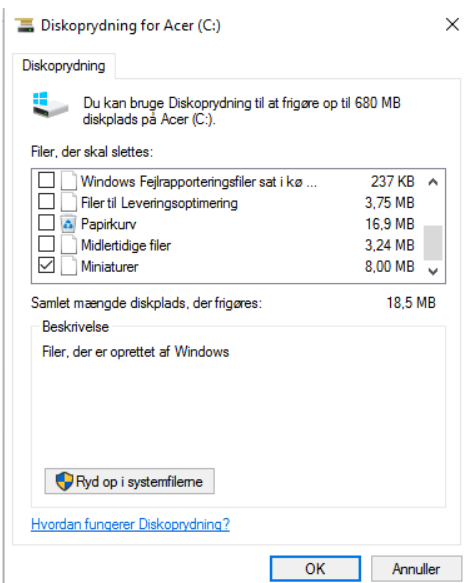 Diskoprydning for Acer (C:)
Diskoprydning
Du kan bruge Diskoprydning til at frigøre op til 680 MB
diskplads på Acer (C:).
Filer, der skal slettes:
Windows Fejlrapporteringsfiler sat i kø ... 237 KB
Filer til Leveringsoptimering 3,75 MB
Papirkurv 16,9 MB
Midlertidige filer 3,24 MB
Miniaturer 8,00 MB
Samlet mængde diskplads, der frigøres: 18,5 MB
Beskrivelse
Filer, der er oprettet af Windows
Ryd op i systemfilerne
Hvordan fungerer Diskoprydning?
OK Annuller